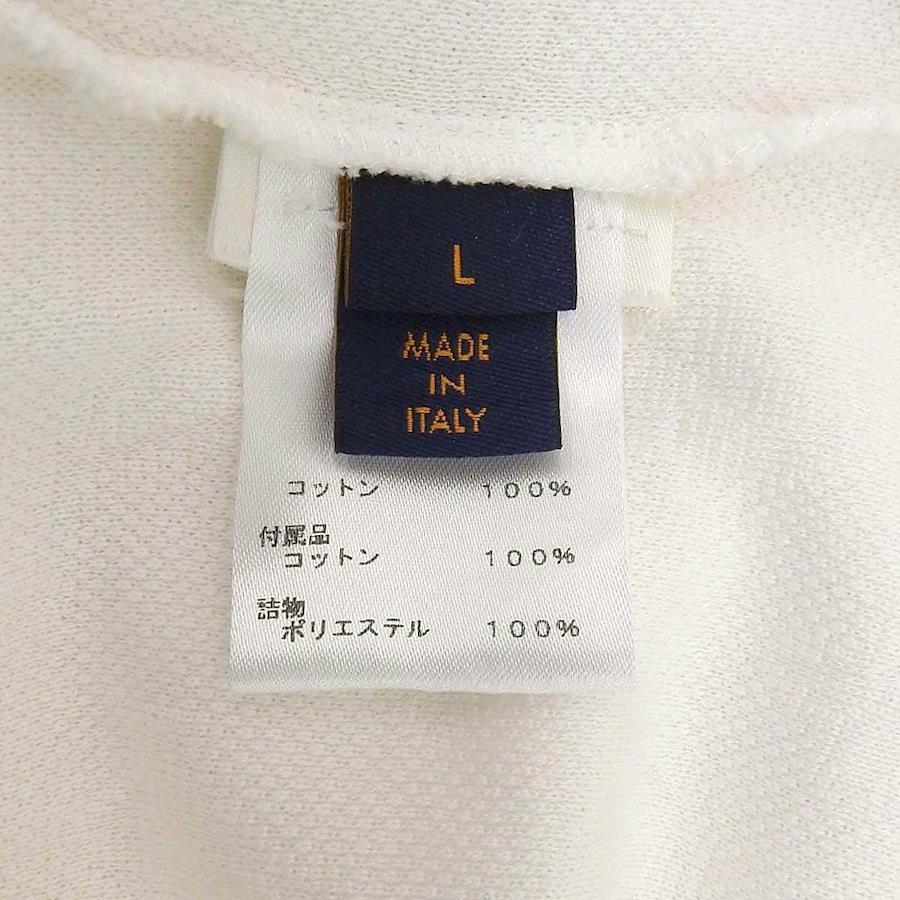 L
MADE
IN
ITALY
コットン 100%
付属品
コットン 100%
詰物
ポリエステル 100%